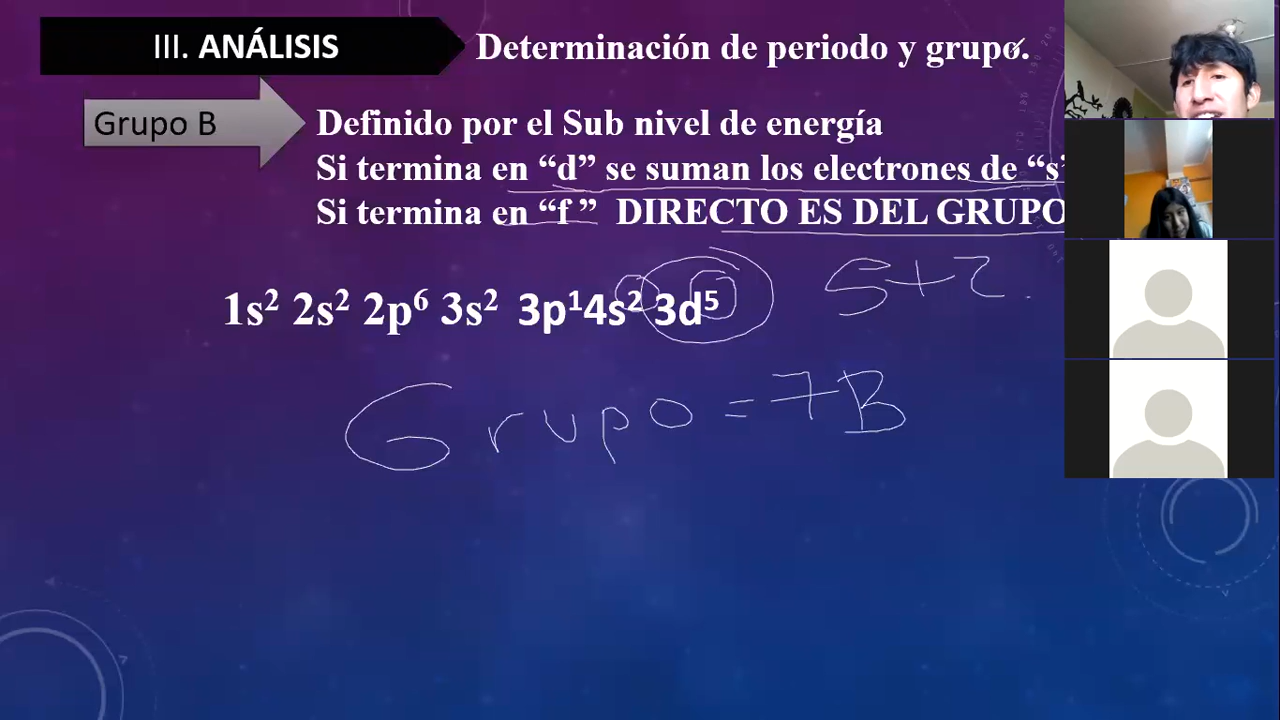 III. ANÁLISIS
Determinación de periodo y grupo.
Grupo B
Definido por el Sub nivel de energía
Si termina en “d” se suman los electrones de “s”
Si termina en “f ” DIRECTO ES DEL GRUPO
1s² 2s² 2p⁶ 3s² 3p¹4s² 3d⁵
5+2.
Grupo = 7B